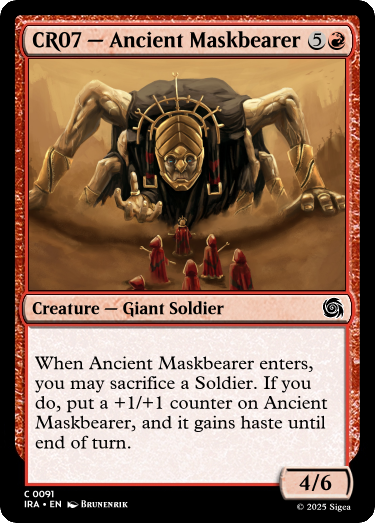 CR07 — Ancient Maskbearer 5
Creature — Giant Soldier
When Ancient Maskbearer enters,
you may sacrifice a Soldier. If you
do, put a +1/+1 counter on Ancient
Maskbearer, and it gains haste until
end of turn.
4/6
C 0091
IRA • EN Brunenrik
© 2025 Sigea